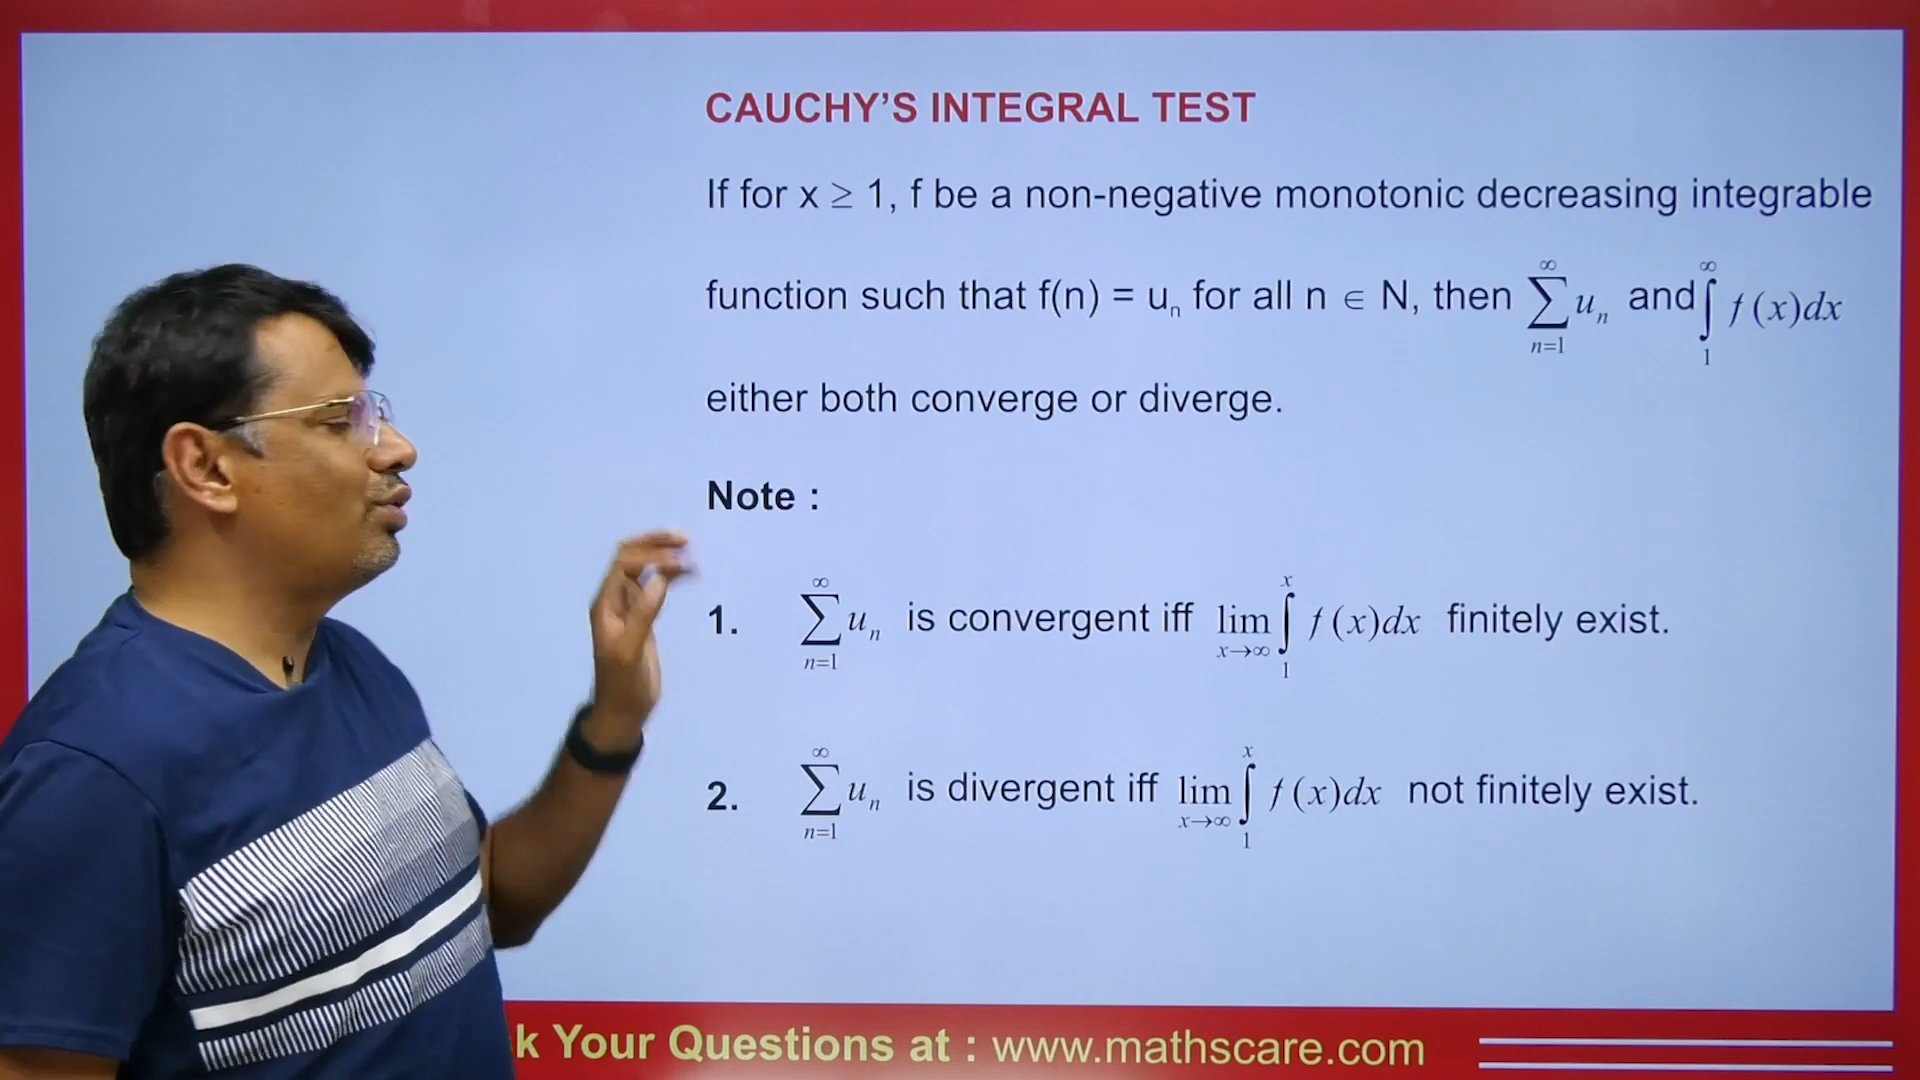 CAUCHY’S INTEGRAL TEST
If for x ≥ 1, f be a non-negative monotonic decreasing integrable
function such that f(n) = uₙ for all n ∈ N, then ∑_{n=1}^{∞} uₙ and ∫_{1}^{∞} f(x)dx
either both converge or diverge.
Note :
1. ∑_{n=1}^{∞} uₙ is convergent iff lim_{x→∞} ∫_{1}^{x} f(x)dx finitely exist.
2. ∑_{n=1}^{∞} uₙ is divergent iff lim_{x→∞} ∫_{1}^{x} f(x)dx not finitely exist.
k Your Questions at : www.mathscare.com